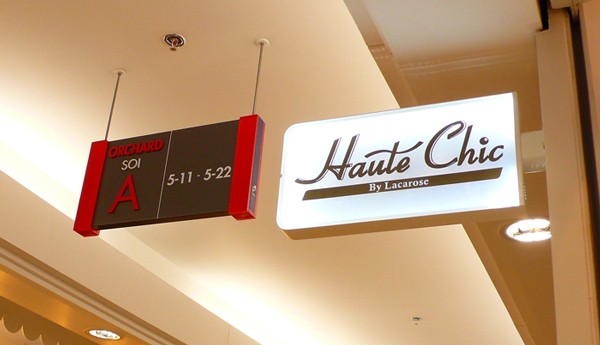 ORCHARD
SOI
A
5-11 - 5-22
Haute Chic
By Lacarose